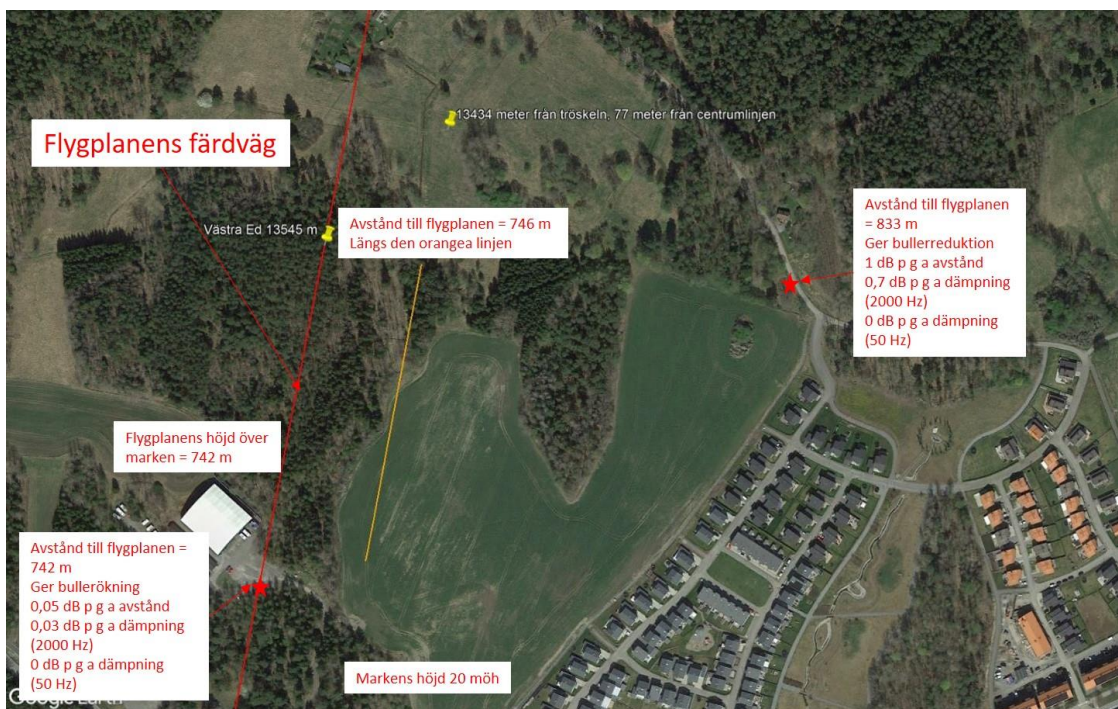 13434 meter från tröskeln, 77 meter från centrumlinjen
Flygplanens färdväg
Västra Ed 13545 m
Avstånd till flygplanen = 746 m
Längs den orangea linjen
Avstånd till flygplanen
= 833 m
Ger bullerreduktion
1 dB p g a avstånd
0,7 dB p g a dämpning
(2000 Hz)
0 dB p g a dämpning
(50 Hz)
Flygplanens höjd över
marken = 742 m
Avstånd till flygplanen =
742 m
Ger bullerökning
0,05 dB p g a avstånd
0,03 dB p g a dämpning
(2000 Hz)
0 dB p g a dämpning
(50 Hz)
Markens höjd 20 möh
Google Earth